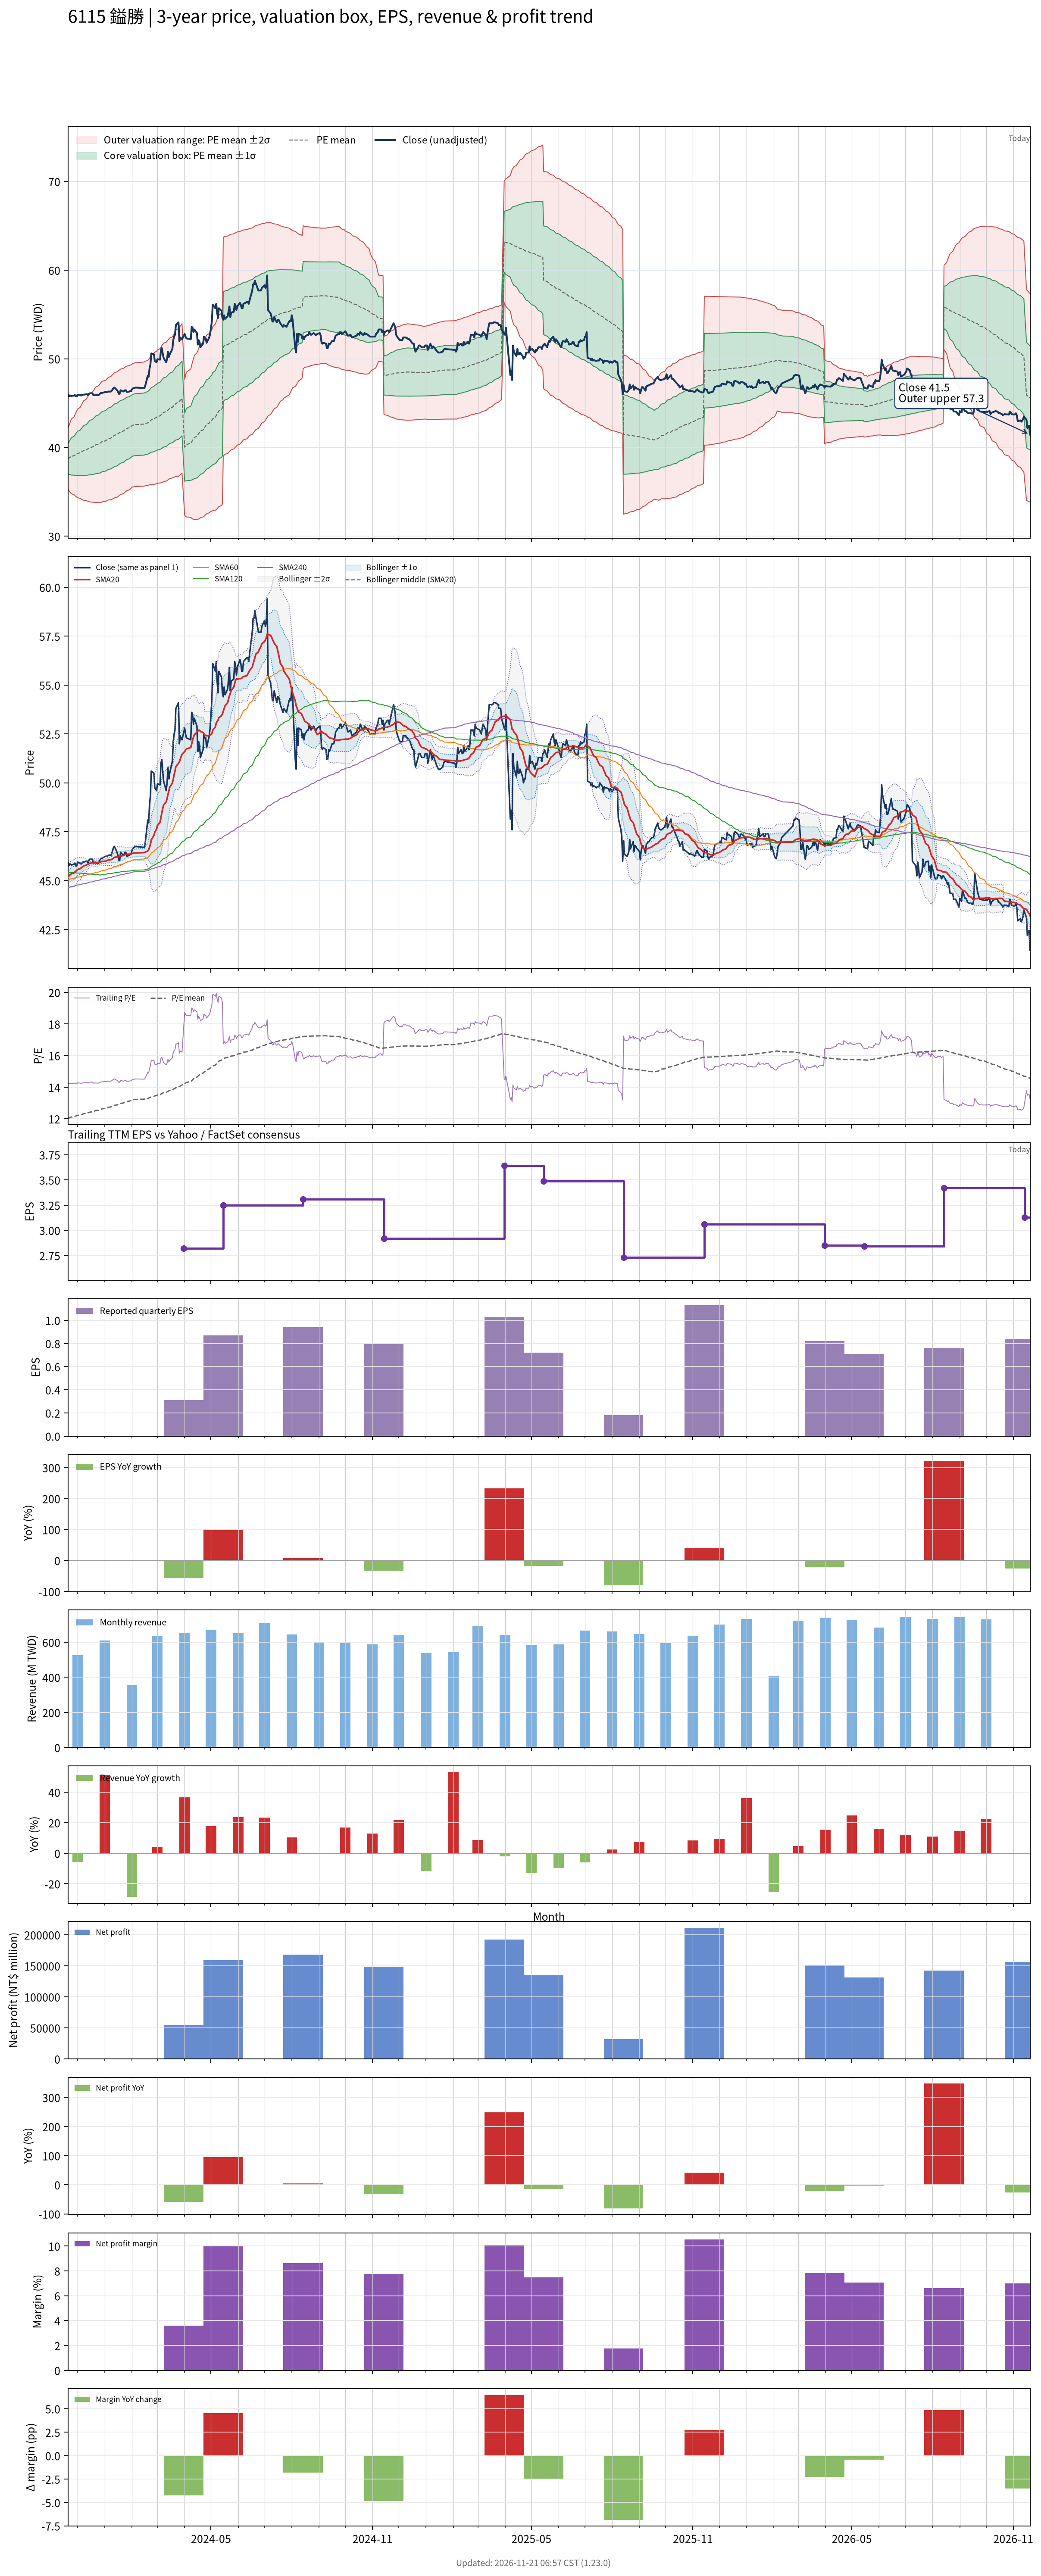 6115 鎰勝 | 3-year price, valuation box, EPS, revenue & profit trend
Outer valuation range: PE mean ±2σ
PE mean
Close (unadjusted)
Core valuation box: PE mean ±1σ
Today
70
60
50
40
30
Price (TWD)
Close 41.5
Outer upper 57.3
Close (same as panel 1)
SMA60
SMA240
Bollinger ±1σ
SMA20
SMA120
Bollinger ±2σ
Bollinger middle (SMA20)
60.0
57.5
55.0
52.5
50.0
47.5
45.0
42.5
Price
Trailing P/E
P/E mean
20
18
16
14
12
P/E
Trailing TTM EPS vs Yahoo / FactSet consensus
Today
3.75
3.50
3.25
3.00
2.75
EPS
Reported quarterly EPS
1.0
0.8
0.6
0.4
0.2
0.0
EPS
EPS YoY growth
300
200
100
0
-100
YoY (%)
Monthly revenue
600
400
200
0
Revenue (M TWD)
Revenue YoY growth
40
20
0
-20
YoY (%)
Month
Net profit
200000
150000
100000
50000
0
Net profit (NT$ million)
Net profit YoY
300
200
100
0
-100
YoY (%)
Net profit margin
10
8
6
4
2
0
Margin (%)
Margin YoY change
5.0
2.5
0.0
-2.5
-5.0
-7.5
Δ margin (pp)
2024-05
2024-11
2025-05
2025-11
2026-05
2026-11
Updated: 2026-11-21 06:57 CST (1.23.0)